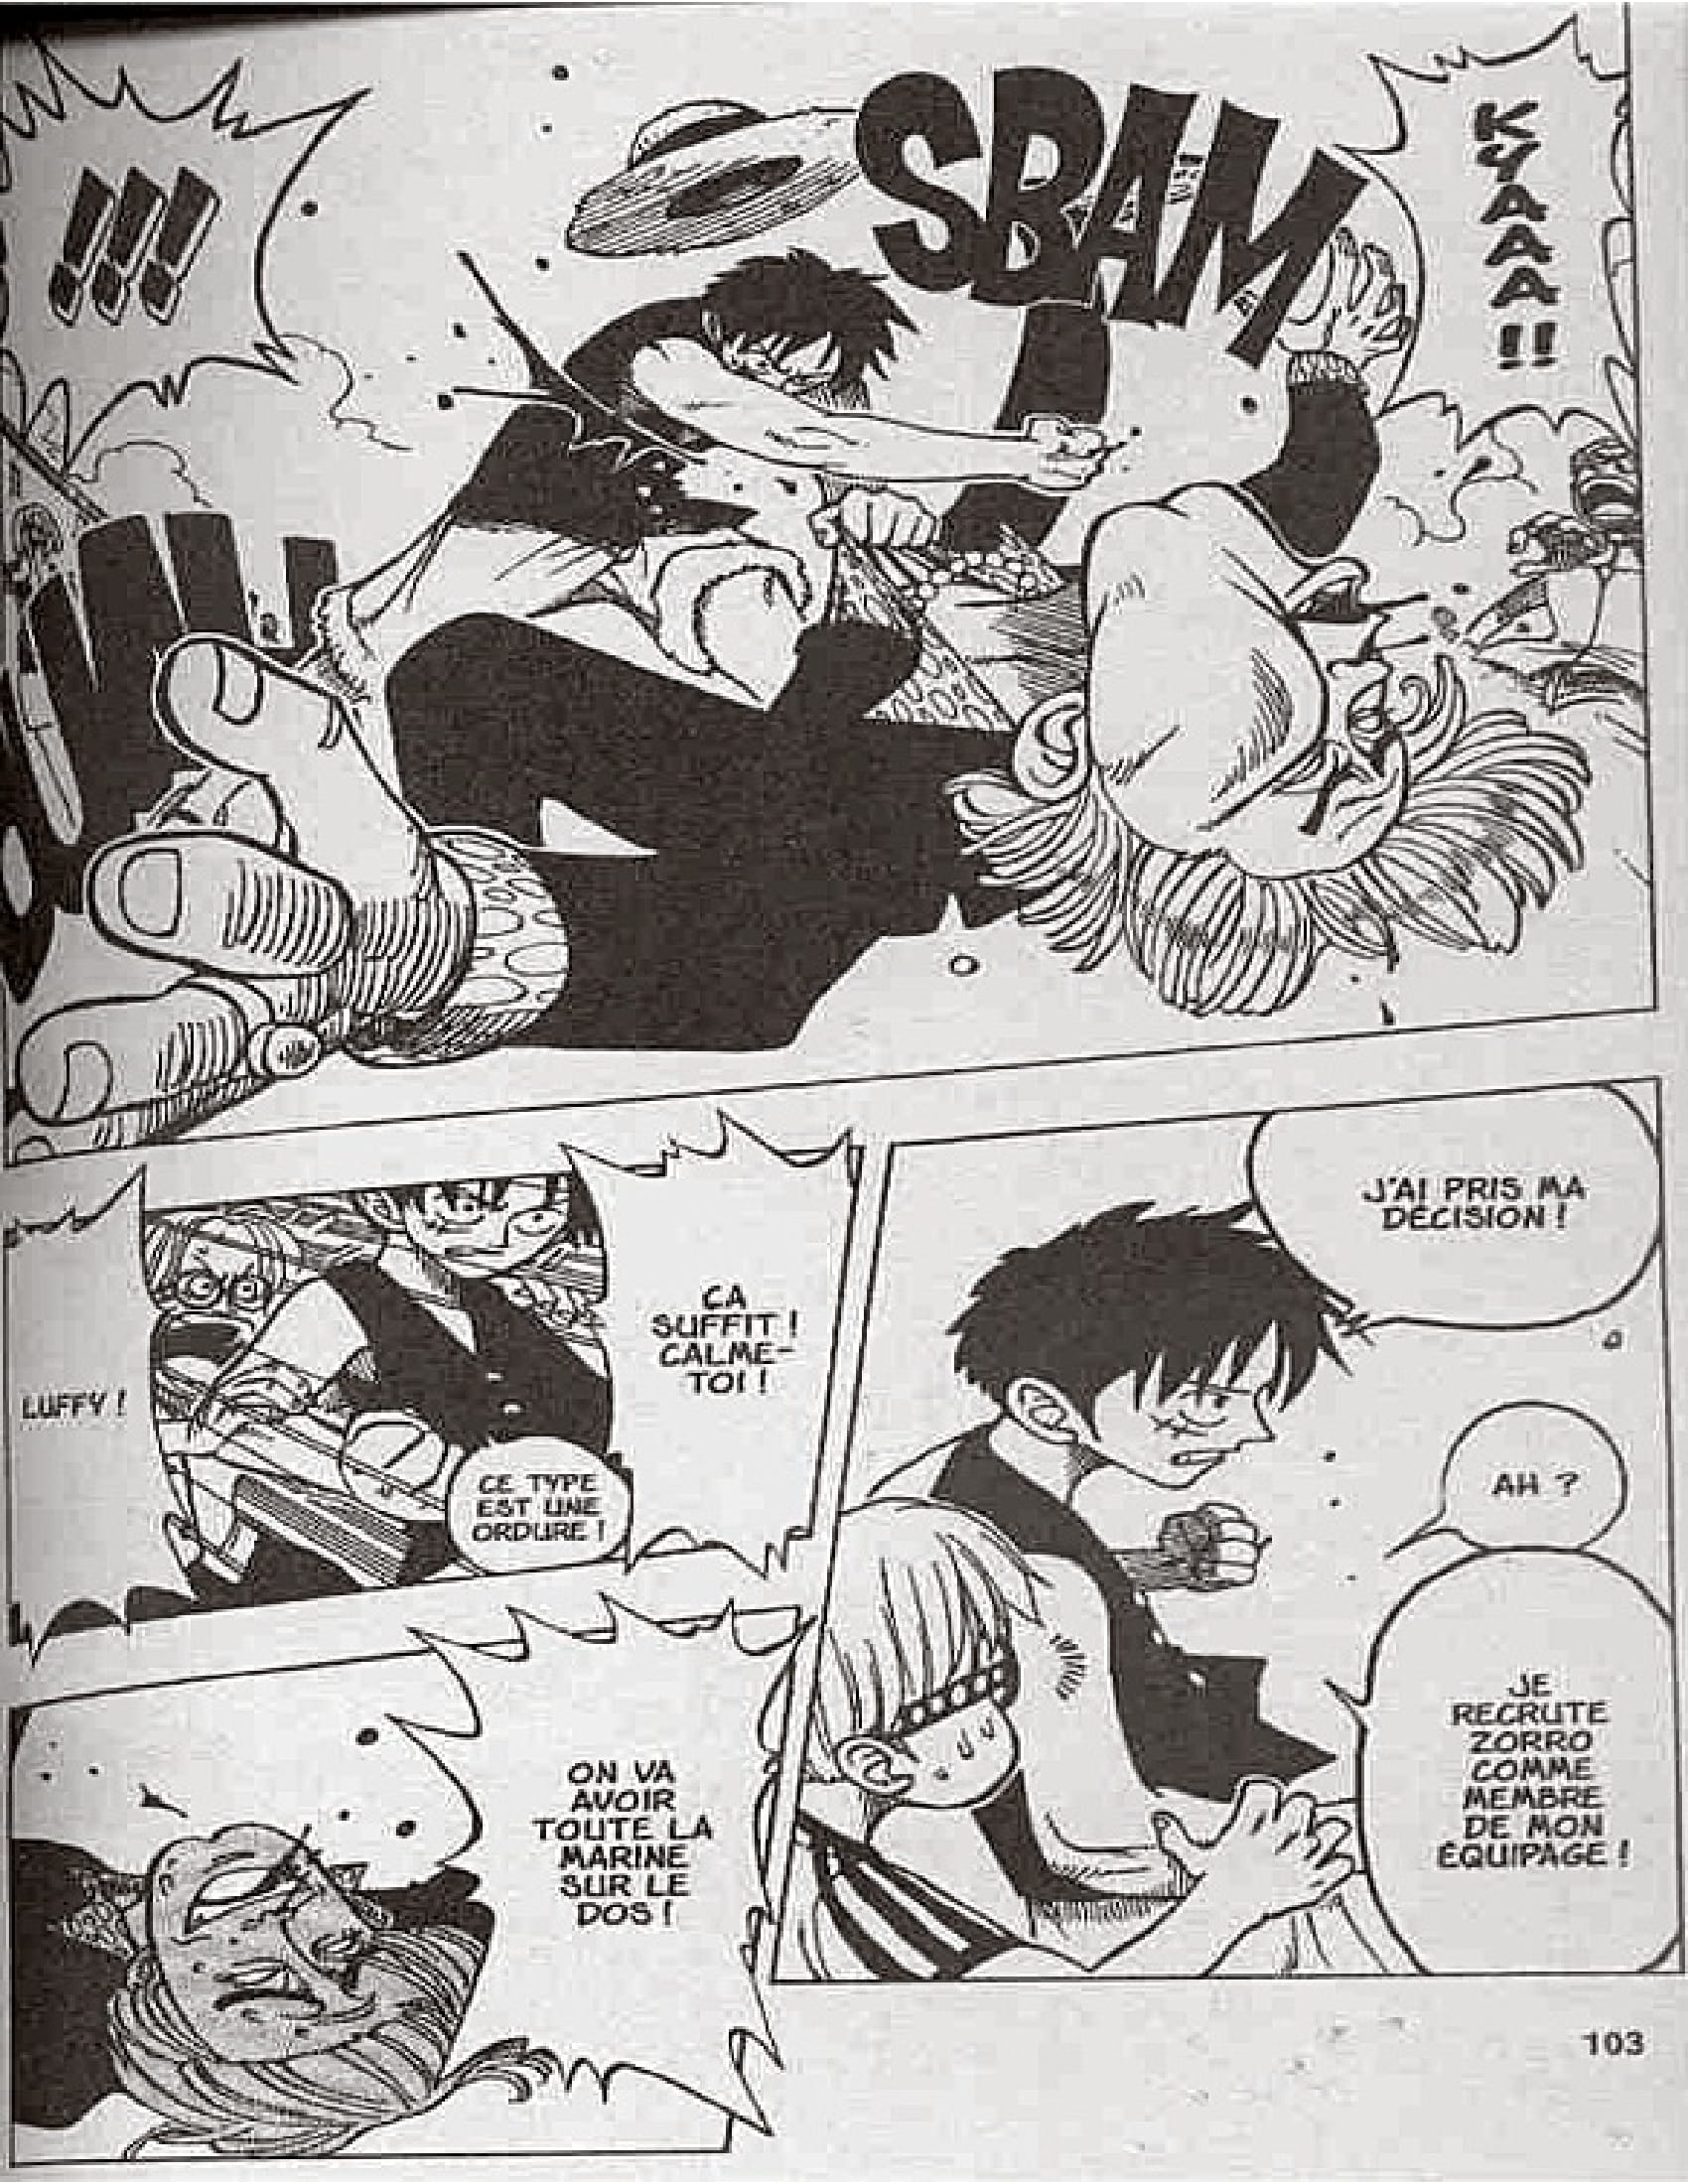 !!!
SBAM
KYAAA!!
LUFFY !
CA
SUFFIT !
CALME-
TOI !
CE TYPE
EST UNE
ORDURE !
ON VA
AVOIR
TOUTE LA
MARINE
SUR LE
DOS !
J'AI PRIS MA
DÉCISION !
AH ?
JE
RECRUTE
ZORRO
COMME
MEMBRE
DE MON
ÉQUIPAGE !
103